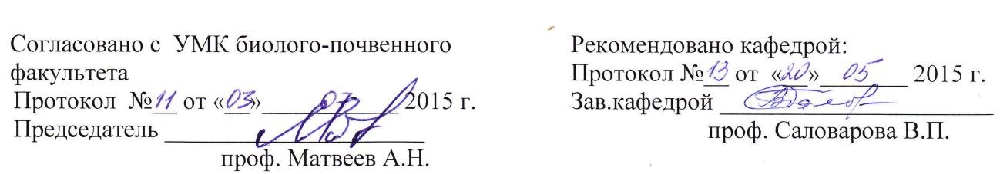 Согласовано с УМК биолого-почвенного
факультета
Протокол №11 от «03» 07 2015 г.
Председатель
проф. Матвеев А.Н.
Рекомендовано кафедрой:
Протокол №13 от «20» 05 2015 г.
Зав.кафедрой
проф. Саловарова В.П.